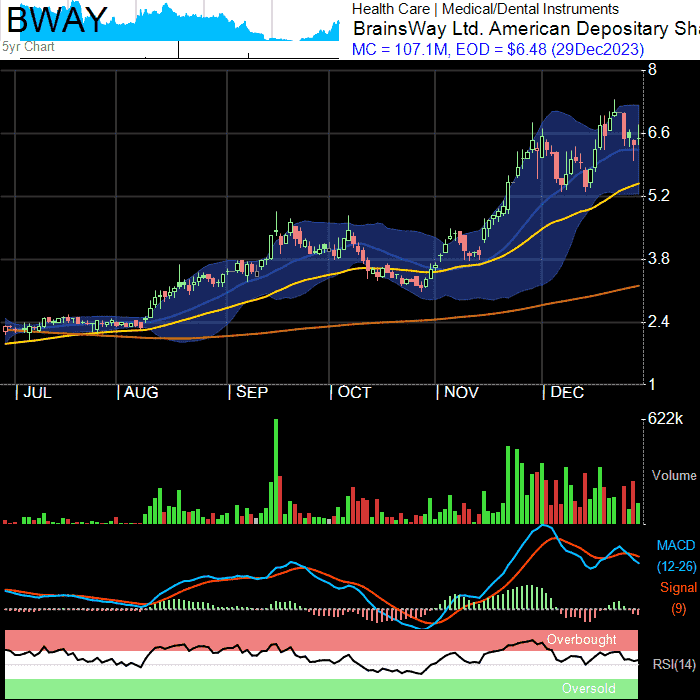 BWAY
5yr Chart
Health Care | Medical/Dental Instruments
BrainsWay Ltd. American Depositary Sha
MC = 107.1M, EOD = $6.48 (29Dec2023)
8
6.6
5.2
3.8
2.4
1
JUL AUG SEP OCT NOV DEC
622k
Volume
MACD
(12-26)
Signal
(9)
Overbought
RSI(14)
Oversold